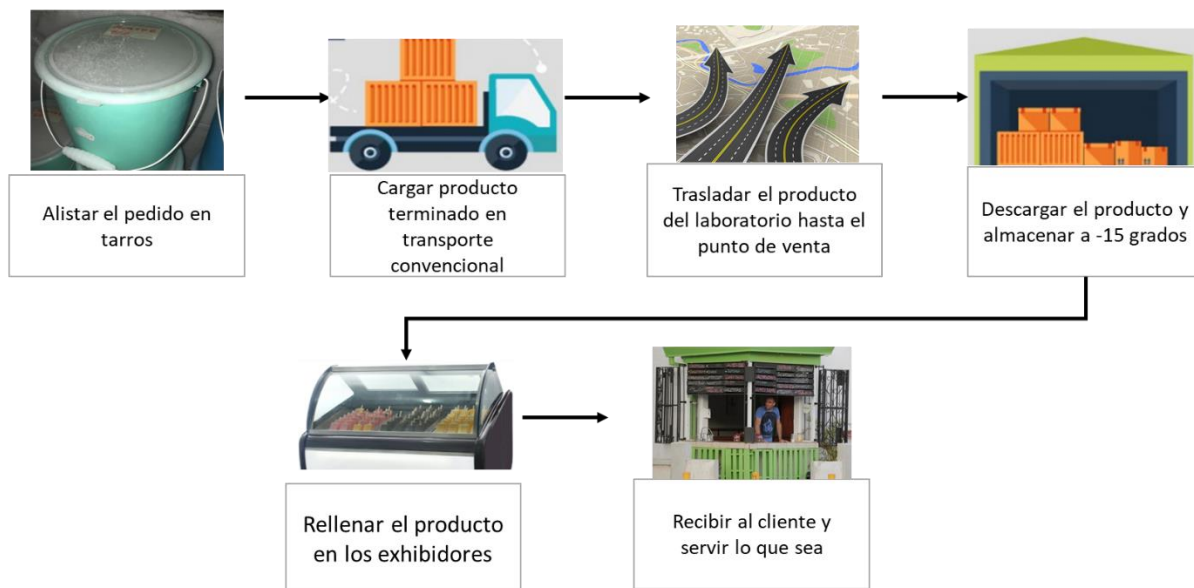 Alistar el pedido en
tarros
Cargar producto
terminado en
transporte
convencional
Trasladar el producto
del laboratorio hasta el
punto de venta
Descargar el producto y
almacenar a -15 grados
Rellenar el producto
en los exhibidores
Recibir al cliente y
servir lo que sea